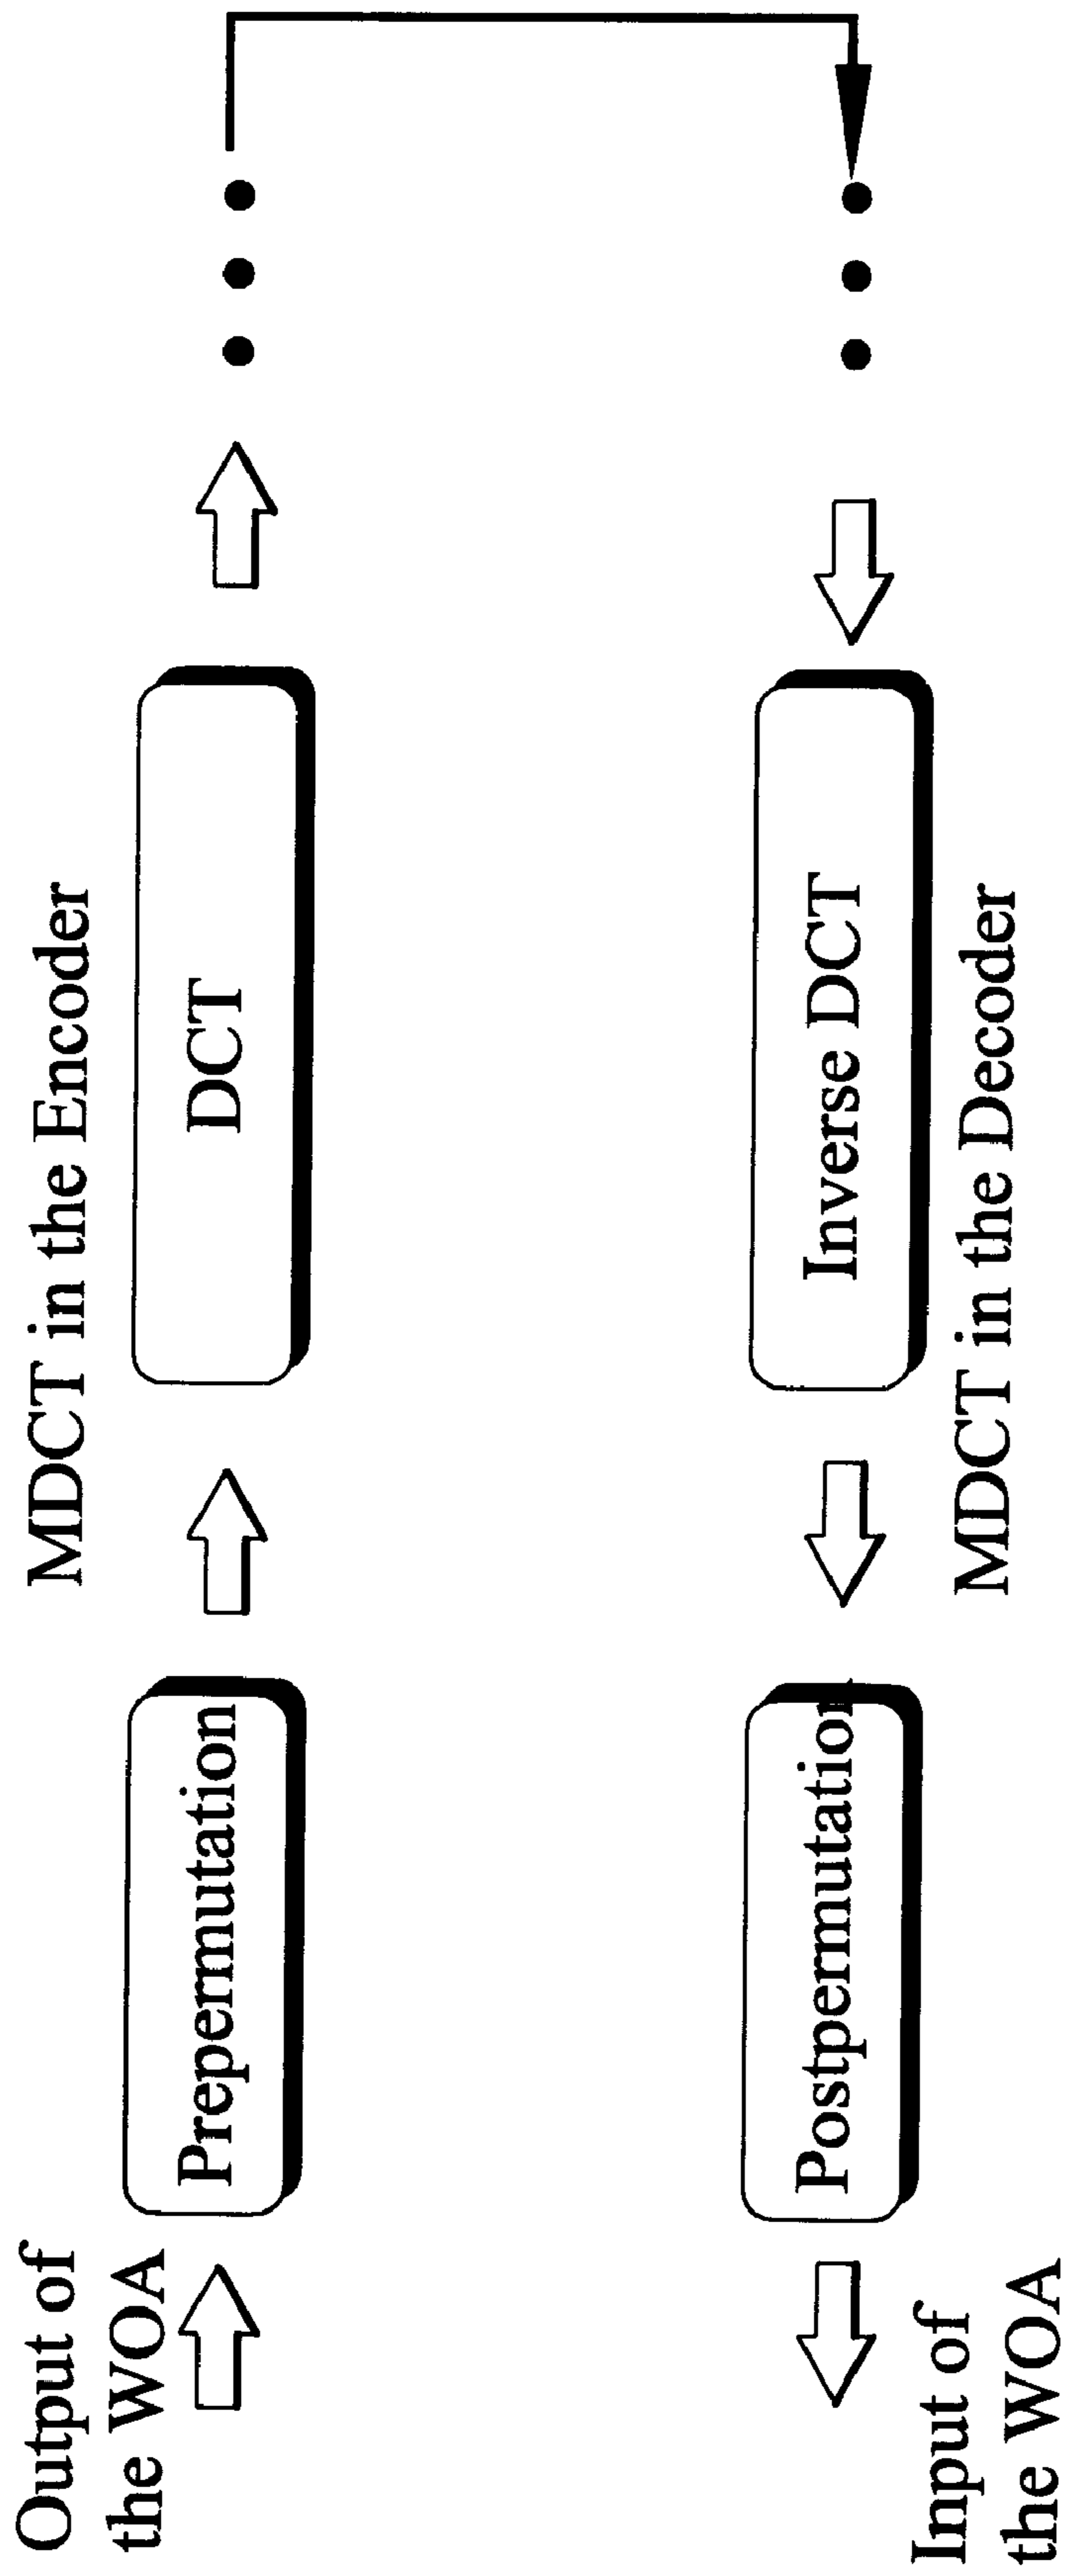 MDCT in the Encoder
Output of
the WOA
Prepermutation
DCT
Postpermutation
Inverse DCT
Input of
the WOA
MDCT in the Decoder